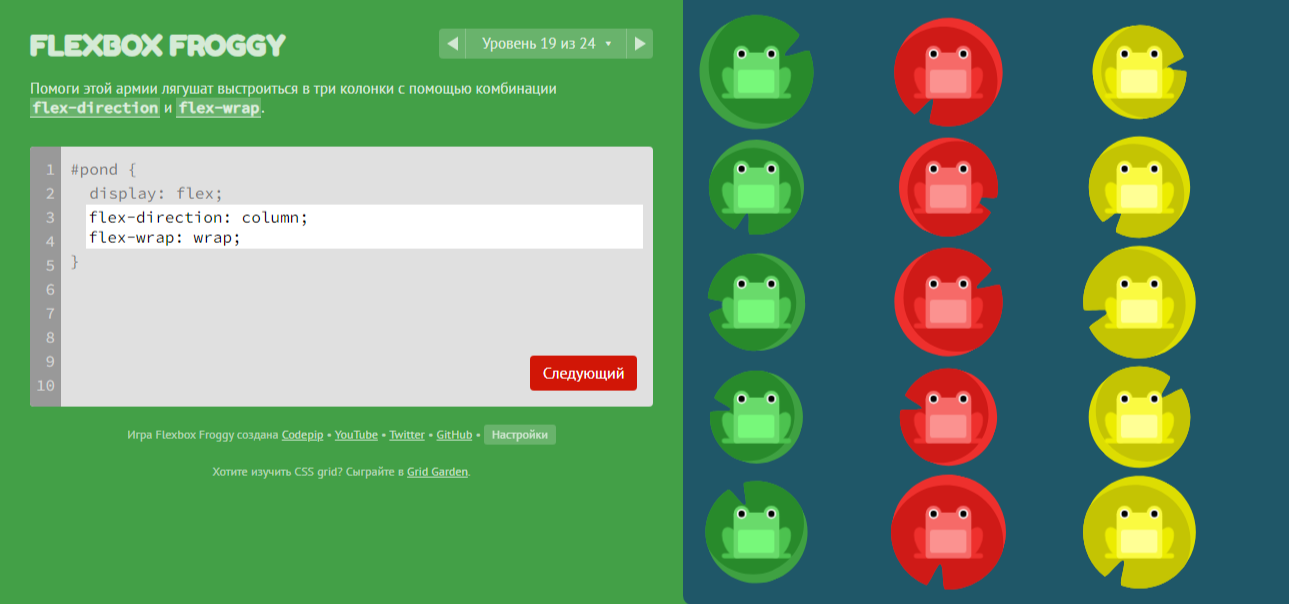 FLEXBOX FROGGY
Уровень 19 из 24
Помоги этой армии лягушат выстроиться в три колонки с помощью комбинации
flex-direction и flex-wrap.
1 #pond {
2 display: flex;
3 flex-direction: column;
4 flex-wrap: wrap;
5 }
6
7
8
9
10
Следующий
Игра Flexbox Froggy создана Codepip • YouTube • Twitter • GitHub • Настройки
Хотите изучить CSS grid? Сыграйте в Grid Garden.